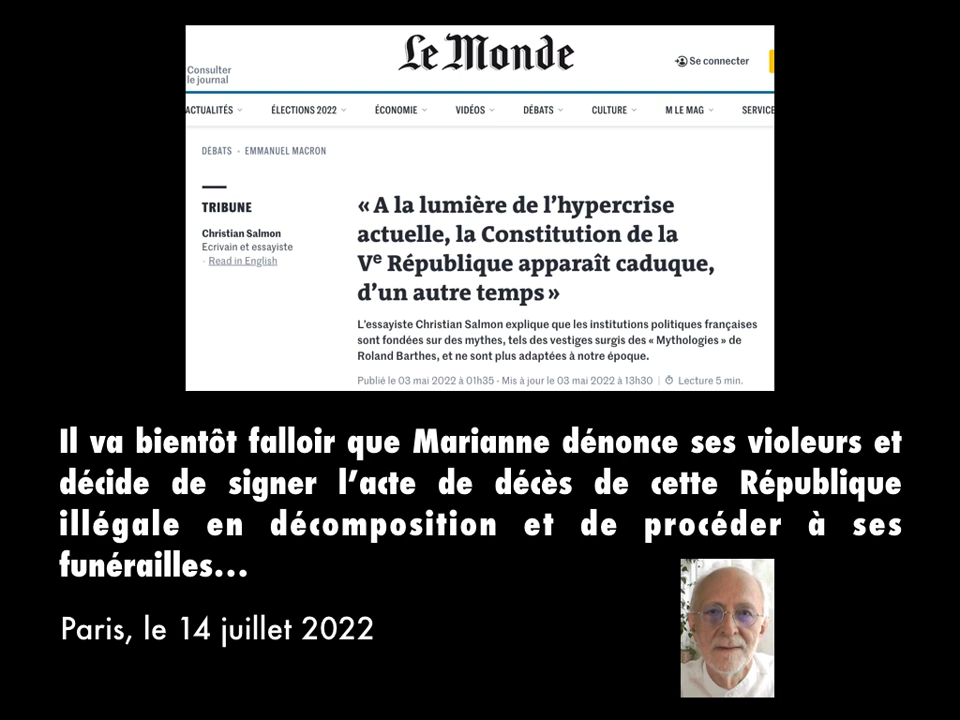 Le Monde
Consulter
le journal
Se connecter
ACTUALITÉS ÉLECTIONS 2022 ÉCONOMIE VIDÉOS DÉBATS CULTURE M LE MAG SERVICE
DÉBATS • EMMANUEL MACRON
TRIBUNE
Christian Salmon
Ecrivain et essayiste
· Read in English
« A la lumière de l’hypercrise
actuelle, la Constitution de la
Vᵉ République apparaît caduque,
d’un autre temps »
L’essayiste Christian Salmon explique que les institutions politiques françaises
sont fondées sur des mythes, tels des vestiges surgis des « Mythologies » de
Roland Barthes, et ne sont plus adaptées à notre époque.
Publié le 03 mai 2022 à 01h35 - Mis à jour le 03 mai 2022 à 13h30 | Lecture 5 min.
Il va bientôt falloir que Marianne dénonce ses violeurs et
décide de signer l’acte de décès de cette République
illégale en décomposition et de procéder à ses
funérailles…
Paris, le 14 juillet 2022